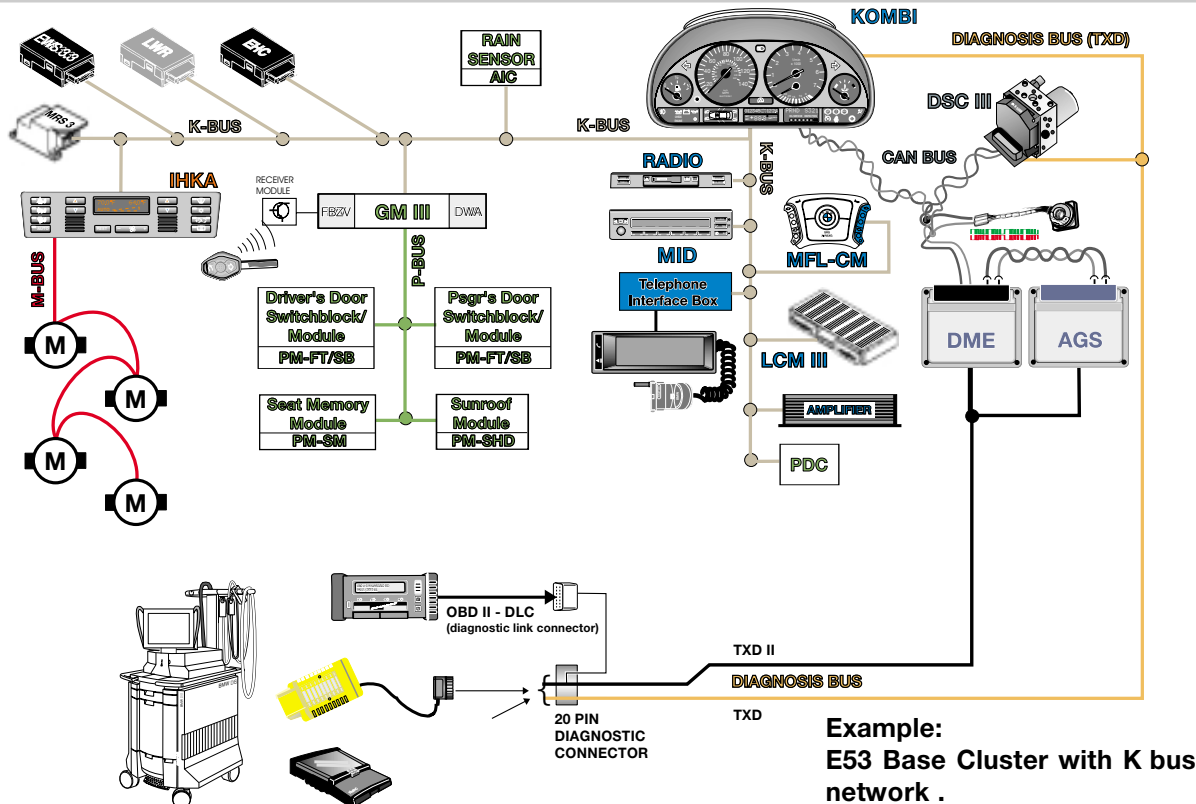 EWS 3.3
LWR
EHC
RAIN
SENSOR
AIC
KOMBI
DIAGNOSIS BUS (TXD)
DSC III
MRS 3
K-BUS
K-BUS
K-BUS
CAN BUS
RADIO
IHKA
RECEIVER
MODULE
FBZV
GM III
DWA
MID
MFL-CM
M-BUS
P-BUS
Telephone
Interface Box
Driver's Door
Switchblock/
Module
PM-FT/SB
Psgr's Door
Switchblock/
Module
PM-FT/SB
LCM III
DME
AGS
M
M
M
M
Seat Memory
Module
PM-SM
Sunroof
Module
PM-SHD
AMPLIFIER
PDC
OBD II - DLC
(diagnostic link connector)
TXD II
DIAGNOSIS BUS
TXD
20 PIN
DIAGNOSTIC
CONNECTOR
Example:
E53 Base Cluster with K bus
network .